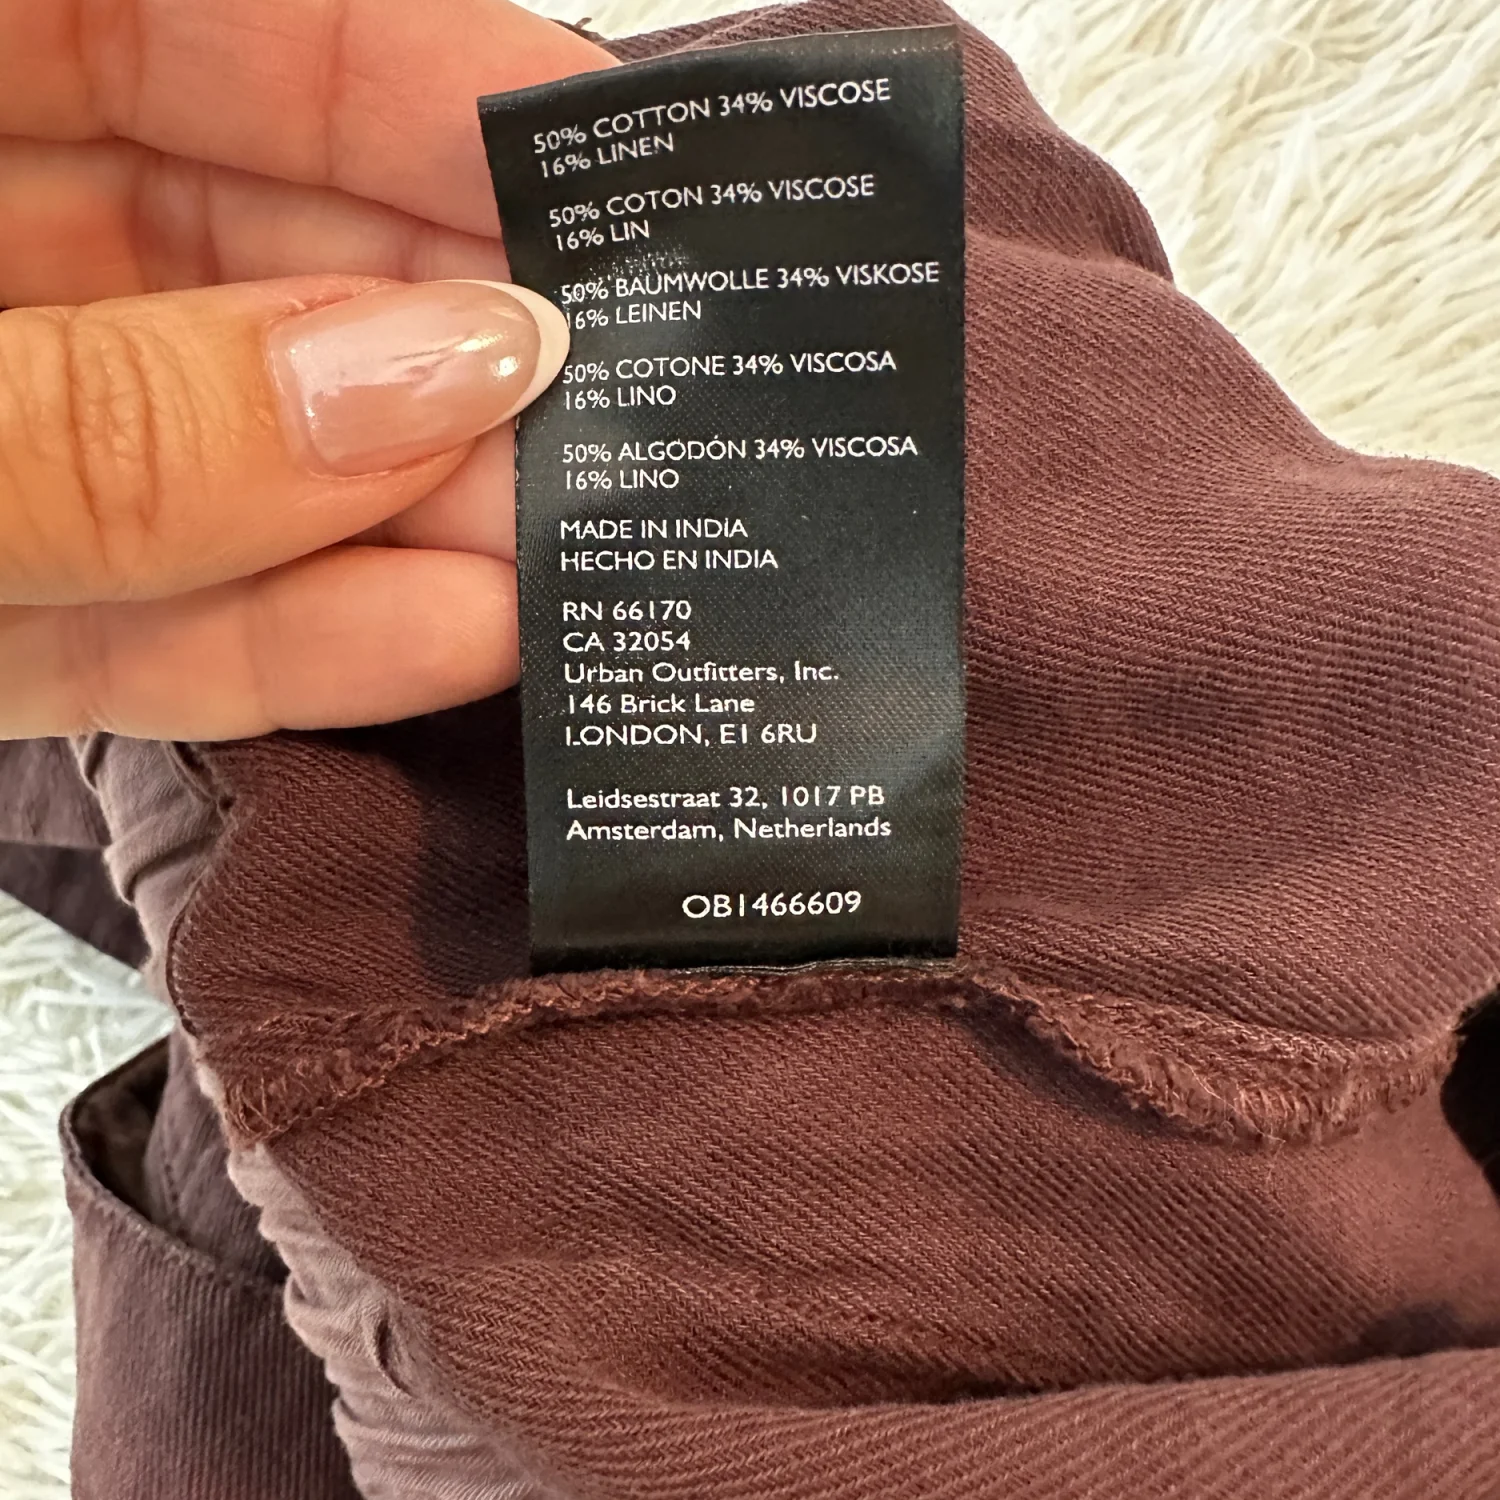 50% COTTON 34% VISCOSE
16% LINEN
50% COTON 34% VISCOSE
16% LIN
50% BAUMWOLLE 34% VISKOSE
16% LEINEN
50% COTONE 34% VISCOSA
16% LINO
50% ALGODÓN 34% VISCOSA
16% LINO
MADE IN INDIA
HECHO EN INDIA
RN 66170
CA 32054
Urban Outfitters, Inc.
146 Brick Lane
LONDON, E1 6RU
Leidsestraat 32, 1017 PB
Amsterdam, Netherlands
OB1466609